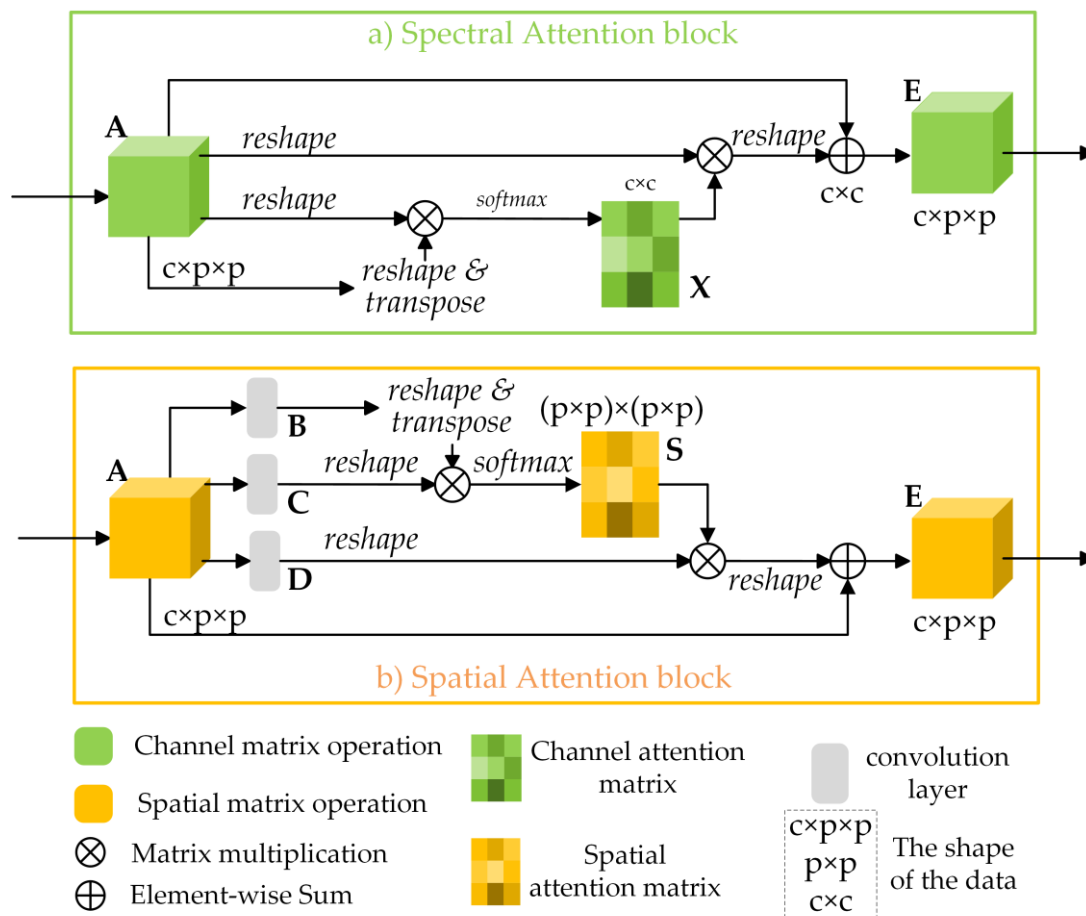 a) Spectral Attention block
A
reshape
reshape
c×p×p
reshape &
transpose
softmax
c×c
X
reshape
c×c
E
c×p×p
A
B
reshape &
transpose
C
reshape
softmax
(p×p)×(p×p)
S
D
reshape
reshape
c×p×p
E
c×p×p
b) Spatial Attention block
Channel matrix operation
Spatial matrix operation
Matrix multiplication
Element-wise Sum
Channel attention
matrix
Spatial
attention matrix
convolution
layer
c×p×p
p×p
c×c
The shape
of the data